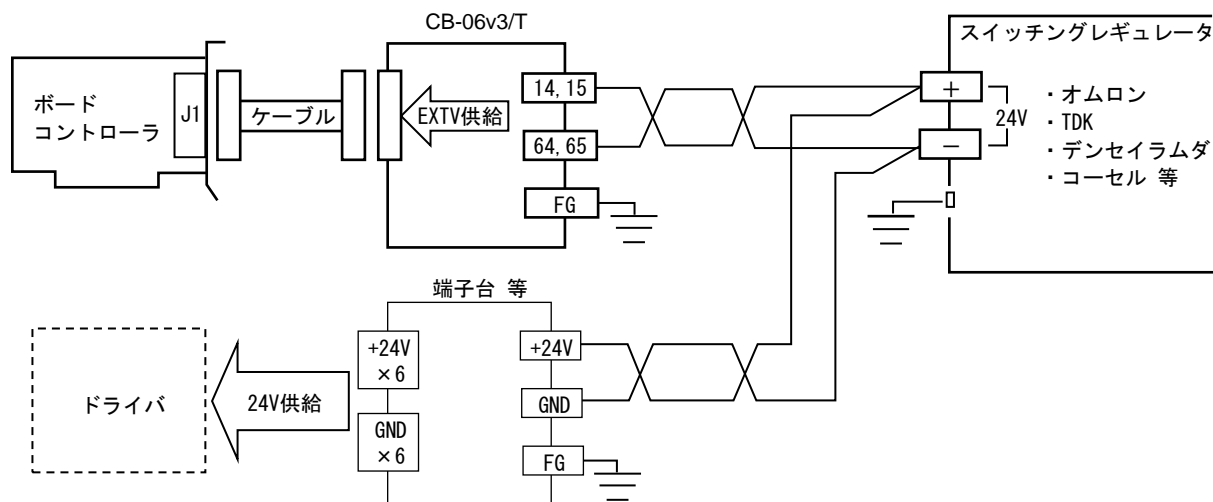 CB-06v3/T
スイッチングレギュレータ
ボード
コントローラ
J1
ケーブル
EXTV供給
14, 15
64, 65
FG
+
−
24V
・オムロン
・TDK
・デンセイラムダ
・コーセル 等
端子台 等
ドライバ
24V供給
+24V
×6
GND
×6
+24V
GND
FG